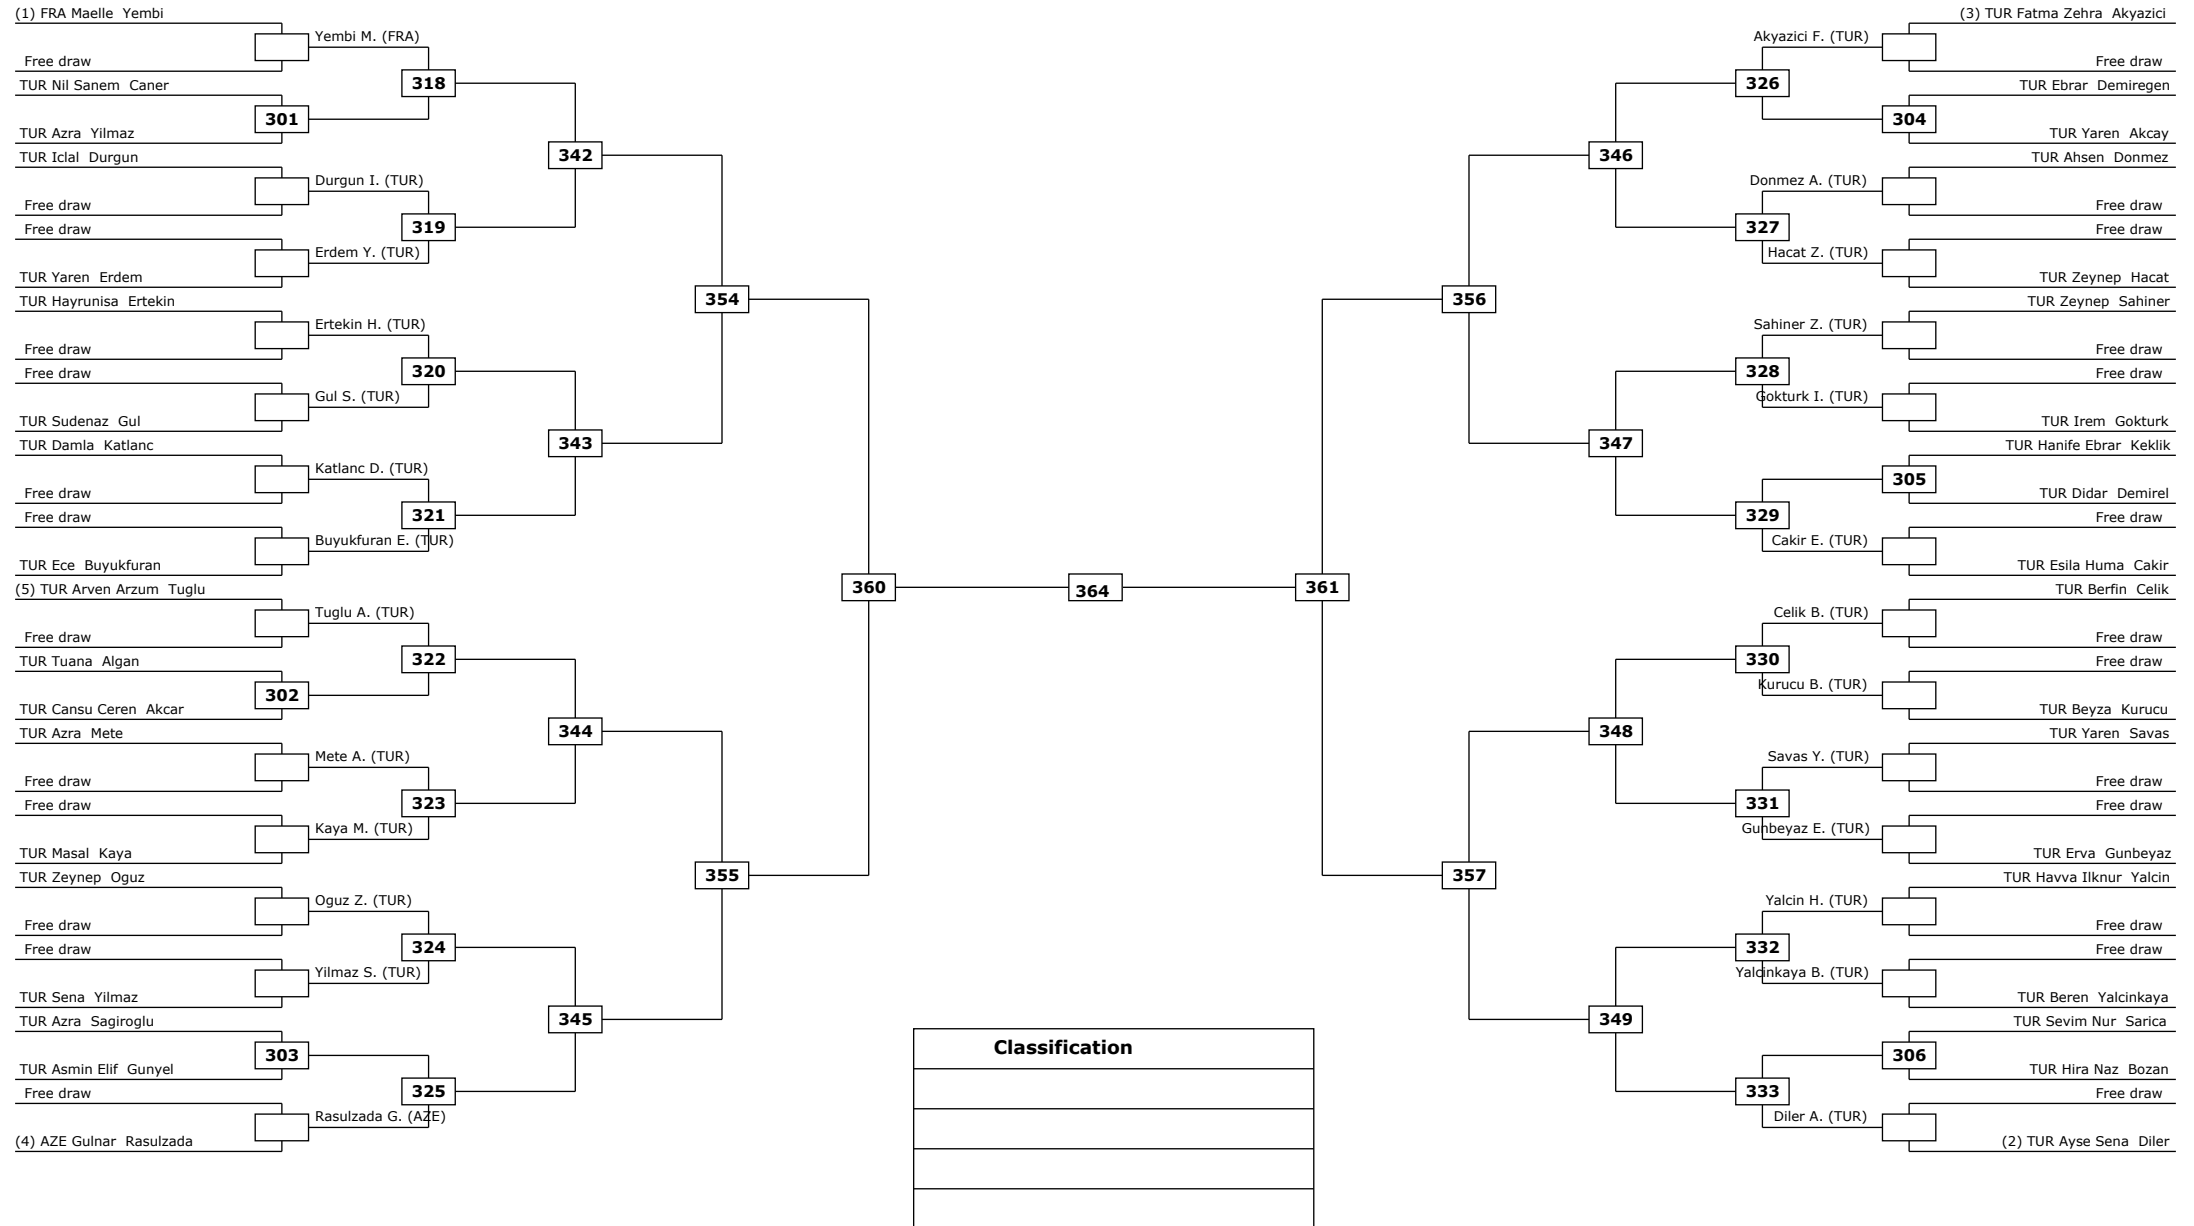 (1) FRA Maelle Yembi
Yembi M. (FRA)
Free draw
318
TUR Nil Sanem Caner
301
TUR Azra Yilmaz
342
TUR Iclal Durgun
Durgun I. (TUR)
Free draw
319
Free draw
Erdem Y. (TUR)
TUR Yaren Erdem
354
TUR Hayrunisa Ertekin
Ertekin H. (TUR)
Free draw
320
Free draw
Gul S. (TUR)
TUR Sudenaz Gul
343
TUR Damla Katlanc
Katlanc D. (TUR)
Free draw
321
Free draw
Buyukfuran E. (TUR)
TUR Ece Buyukfuran
360
(5) TUR Arven Arzum Tuglu
Tuglu A. (TUR)
Free draw
322
TUR Tuana Algan
302
TUR Cansu Ceren Akcar
344
TUR Azra Mete
Mete A. (TUR)
Free draw
323
Free draw
Kaya M. (TUR)
TUR Masal Kaya
355
TUR Zeynep Oguz
Oguz Z. (TUR)
Free draw
324
Free draw
Yilmaz S. (TUR)
TUR Sena Yilmaz
345
TUR Azra Sagiroglu
303
TUR Asmin Elif Gunyel
325
Free draw
Rasulzada G. (AZE)
(4) AZE Gulnar Rasulzada
364
(3) TUR Fatma Zehra Akyazici
Akyazici F. (TUR)
Free draw
326
TUR Ebrar Demiregen
304
TUR Yaren Akcay
346
TUR Ahsen Donmez
Donmez A. (TUR)
Free draw
327
Free draw
Hacat Z. (TUR)
TUR Zeynep Hacat
356
TUR Zeynep Sahiner
Sahiner Z. (TUR)
Free draw
328
Free draw
Gokturk I. (TUR)
TUR Irem Gokturk
347
TUR Hanife Ebrar Keklik
305
TUR Didar Demirel
329
Free draw
Cakir E. (TUR)
TUR Esila Huma Cakir
361
TUR Berfin Celik
Celik B. (TUR)
Free draw
330
Free draw
Kurucu B. (TUR)
TUR Beyza Kurucu
348
TUR Yaren Savas
Savas Y. (TUR)
Free draw
331
Free draw
Gunbeyaz E. (TUR)
TUR Erva Gunbeyaz
357
TUR Havva Ilknur Yalcin
Yalcin H. (TUR)
Free draw
332
Free draw
Yalcinkaya B. (TUR)
TUR Beren Yalcinkaya
349
TUR Sevim Nur Sarica
306
TUR Hira Naz Bozan
333
Free draw
Diler A. (TUR)
(2) TUR Ayse Sena Diler
Classification